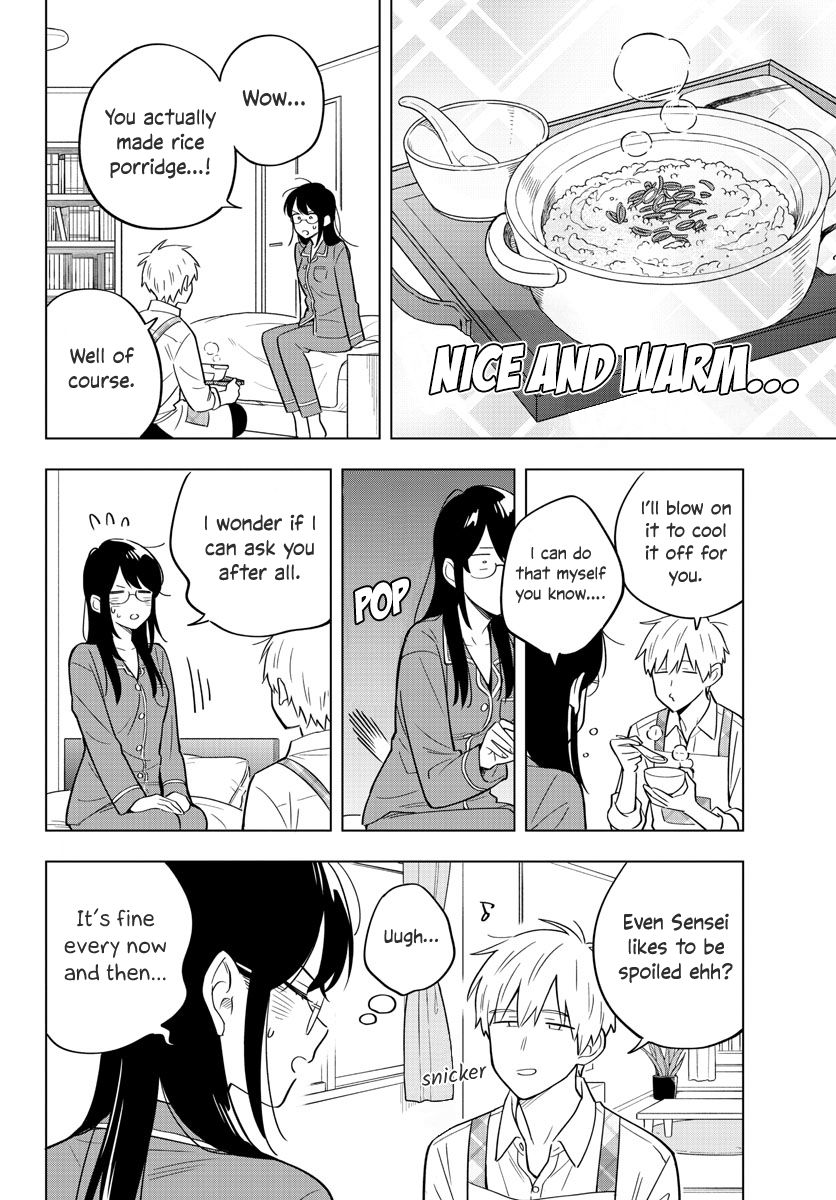 NICE AND WARM...
Wow...
You actually
made rice
porridge...!
Well of
course.
I'll blow on
it to cool
it off for
you.
I can do
that myself
you know....
POP
I wonder if I
can ask you
after all.
Even Sensei
likes to be
spoiled ehh?
snicker
Uugh...
It's fine
every now
and then...